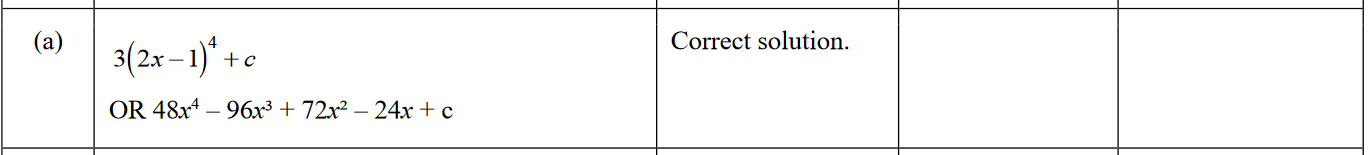 (a)
3(2x – 1)⁴ + c
OR 48x⁴ – 96x³ + 72x² – 24x + c
Correct solution.